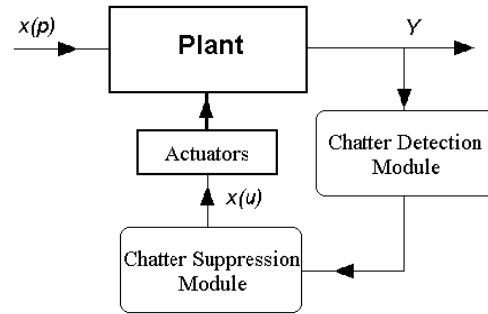 x(p)
Plant
Y
Actuators
Chatter Detection
Module
x(u)
Chatter Suppression
Module